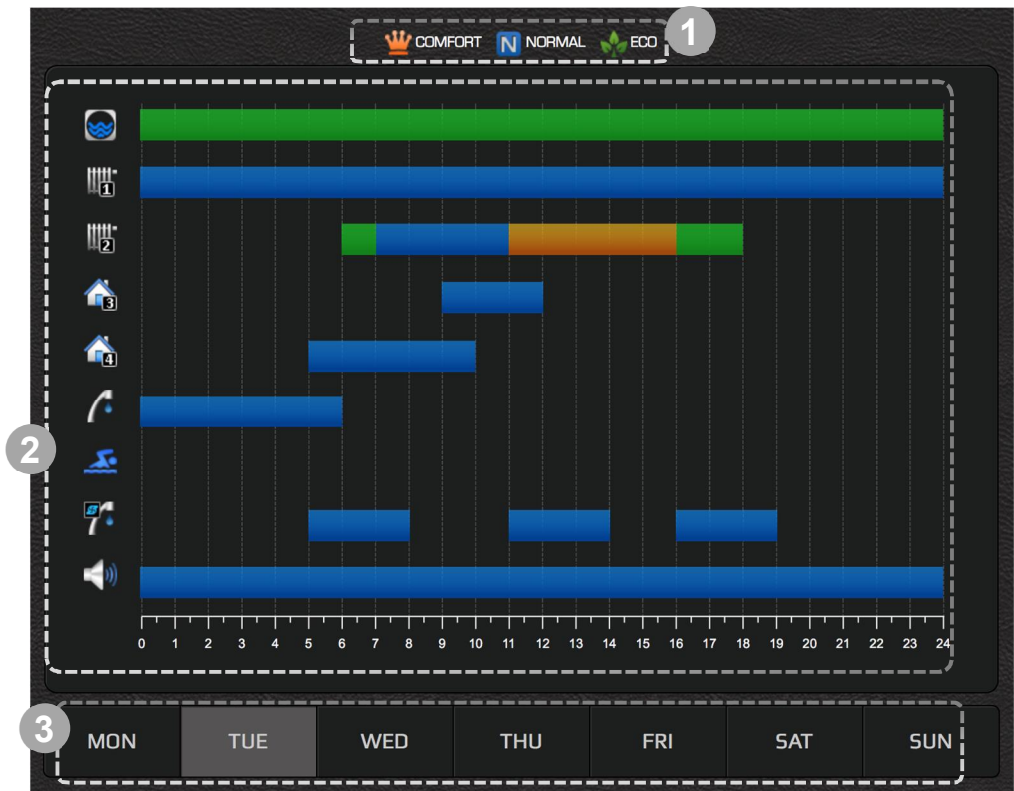 COMFORT N NORMAL ECO 1
1
2
3
4
2
0 1 2 3 4 5 6 7 8 9 10 11 12 13 14 15 16 17 18 19 20 21 22 23 24
3
MON TUE WED THU FRI SAT SUN